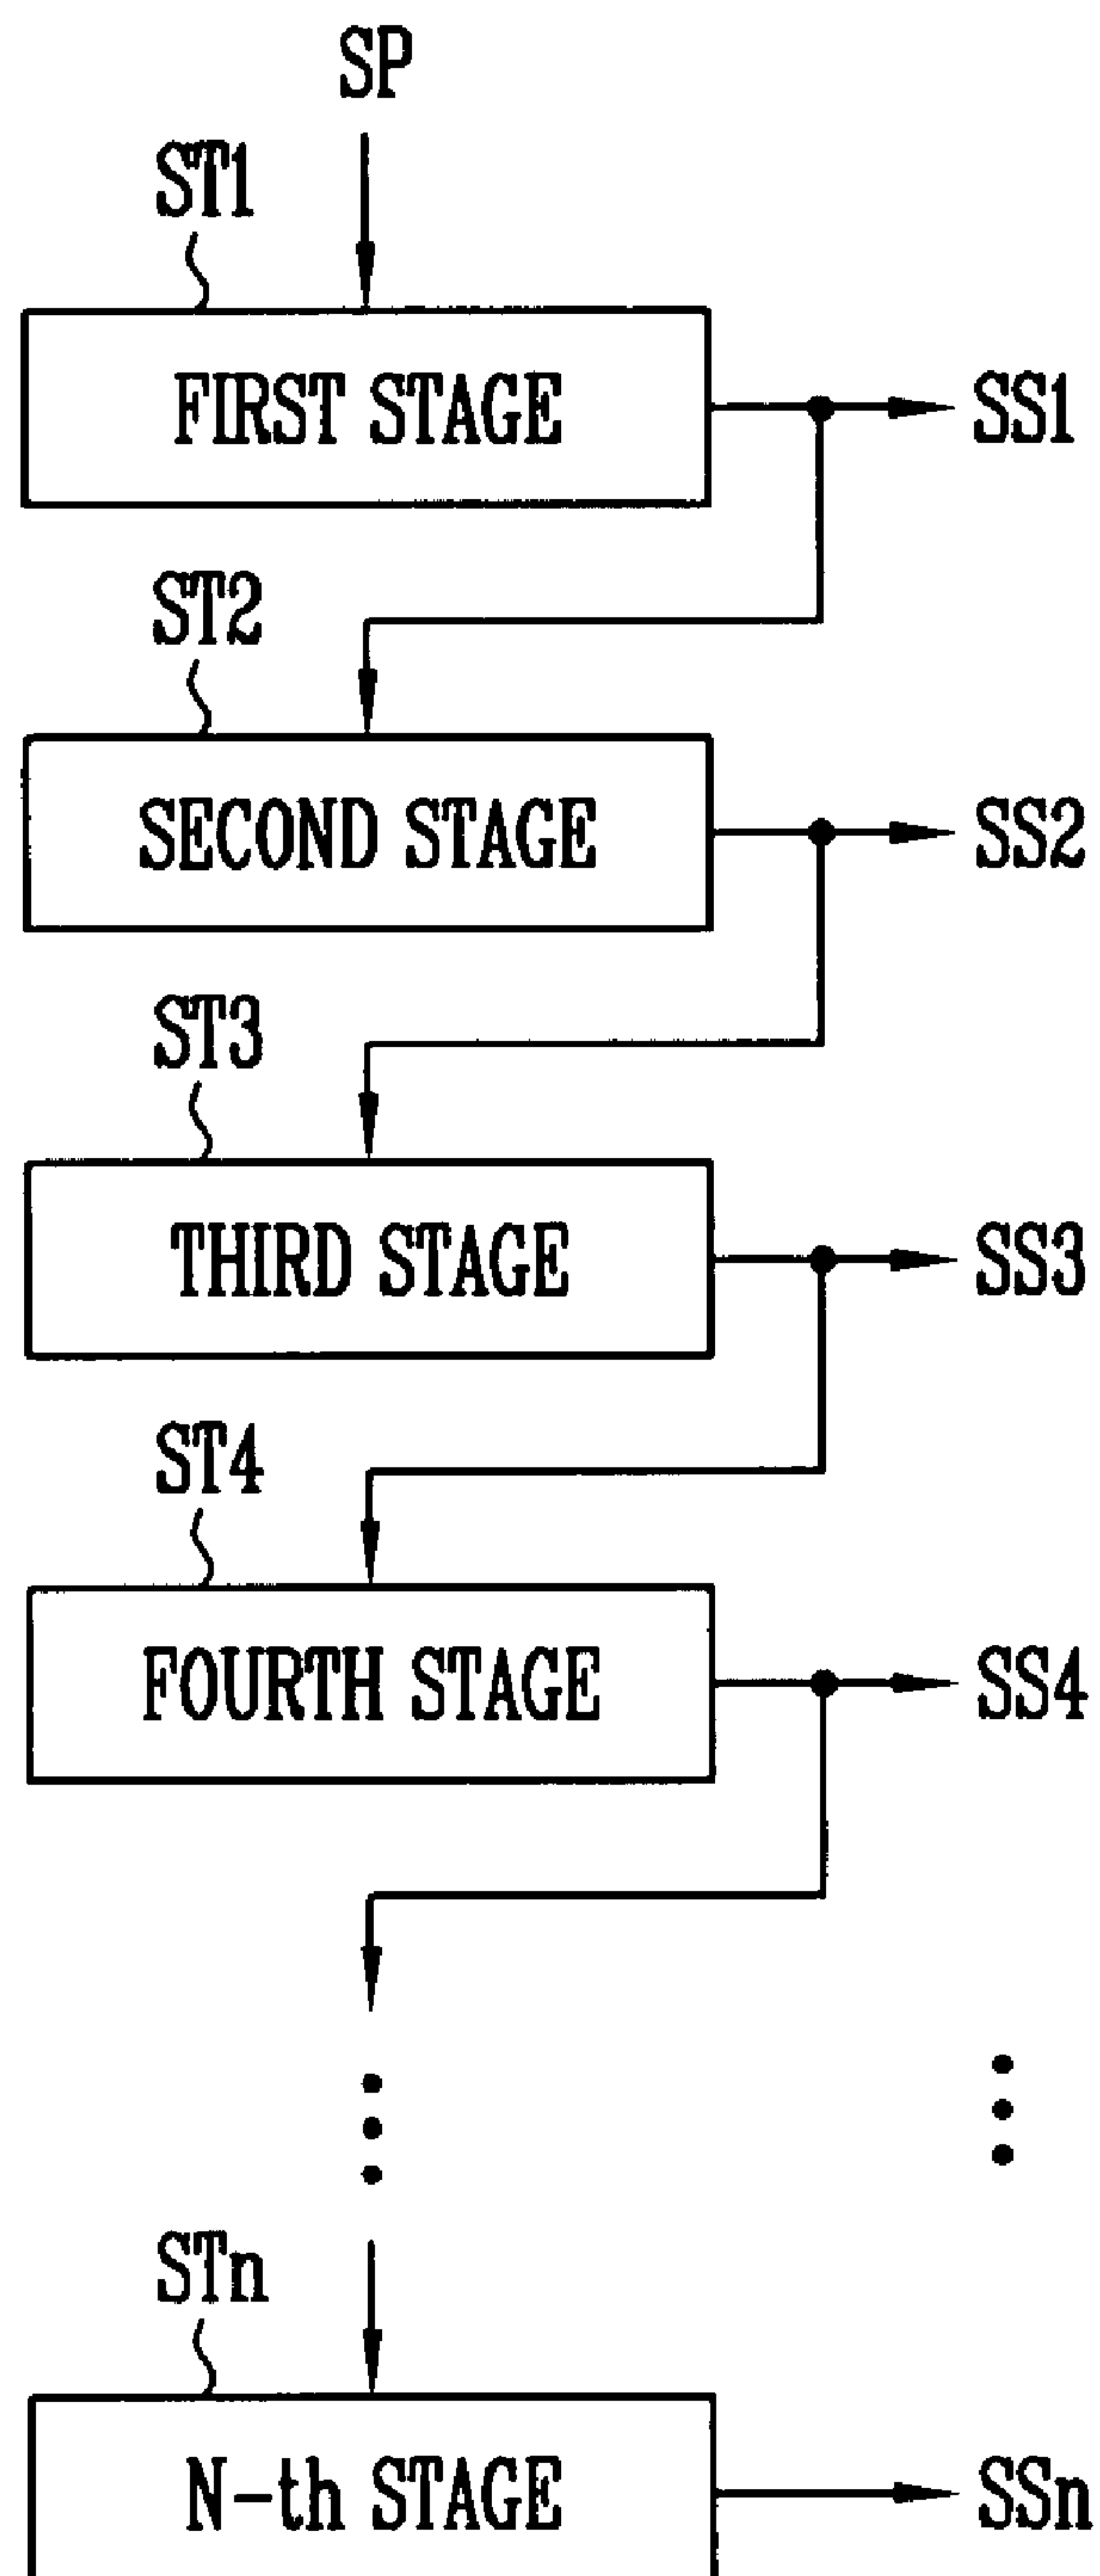 SP
ST1
FIRST STAGE
SS1
ST2
SECOND STAGE
SS2
ST3
THIRD STAGE
SS3
ST4
FOURTH STAGE
SS4
STn
N-th STAGE
SSn